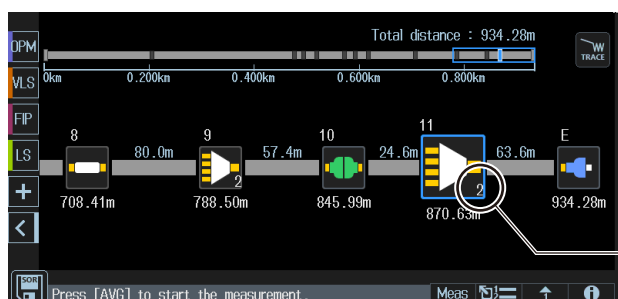 Total distance : 934.28m
OPM
W
TRACE
VLS
0km 0.200km 0.400km 0.600km 0.800km
FIP
8 9 10 11 E
LS
80.0m 57.4m 24.6m 63.6m
2 2
+
708.41m 788.50m 845.99m 870.63m 934.28m
<
SOR
Press [AVG] to start the measurement. Meas